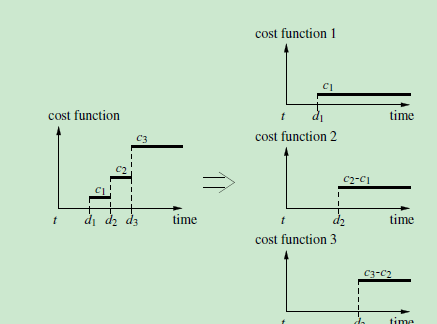 cost function
c3
c2
c1
t d1 d2 d3 time
cost function 1
c1
t d1 time
cost function 2
c2-c1
t d2 time
cost function 3
c3-c2